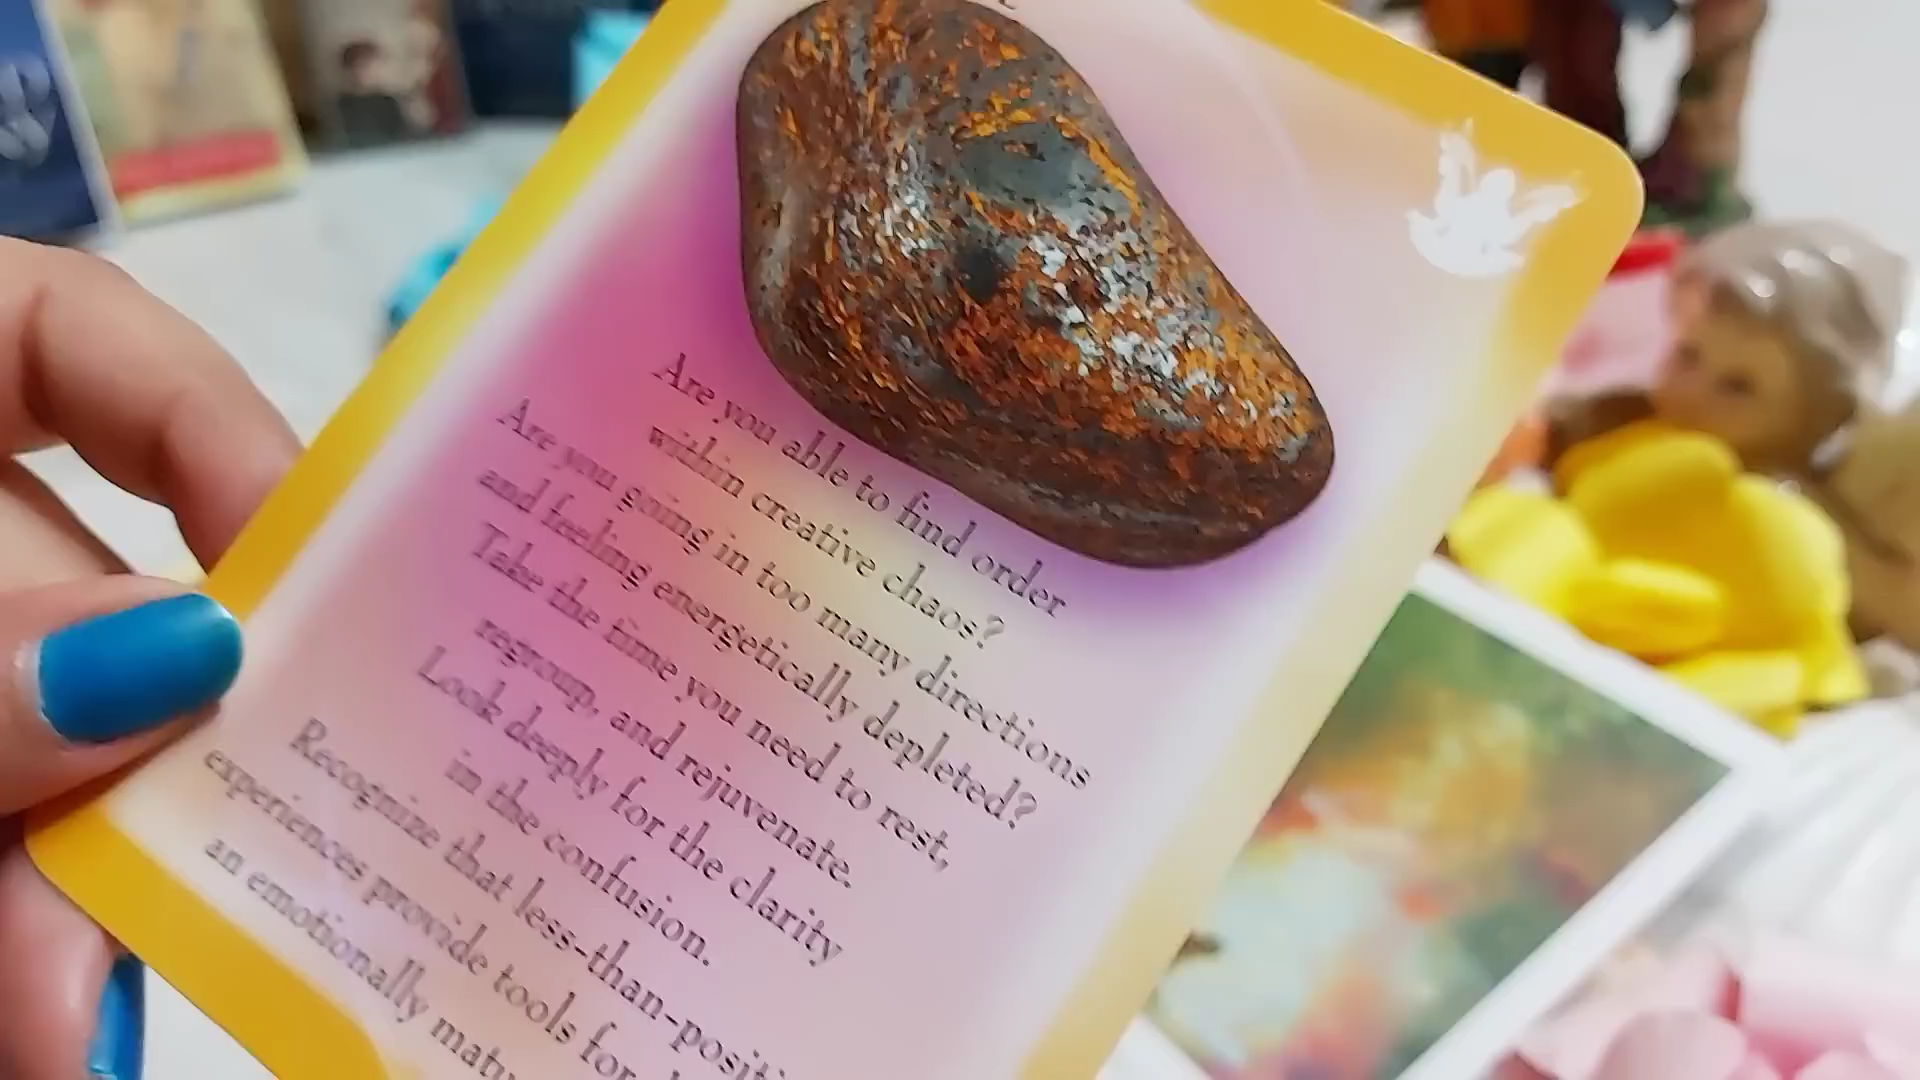 Are you able to find order
within creative chaos?
Are you going in too many directions
and feeling energetically depleted?
Take the time you need to rest,
regroup, and rejuvenate.
Look deeply for the clarity
in the confusion.
Recognize that less-than-positi
experiences provide tools for
an emotionally matu